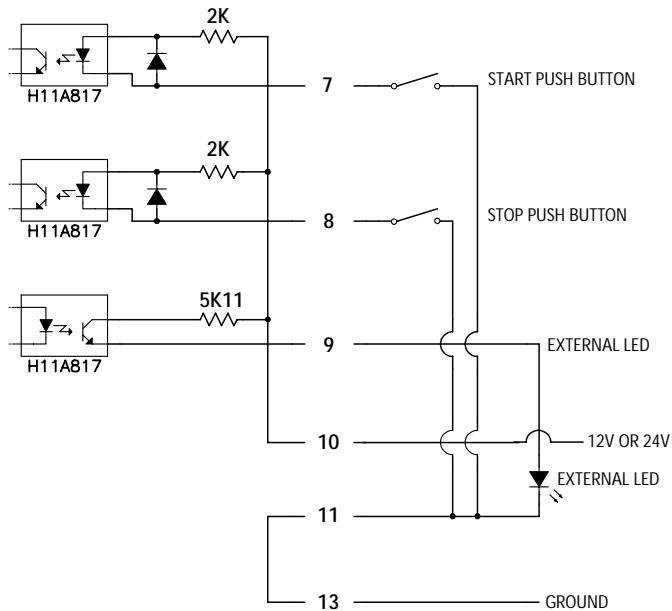 2K
7
START PUSH BUTTON
H11A817
2K
8
STOP PUSH BUTTON
H11A817
5K11
9
EXTERNAL LED
H11A817
10
12V OR 24V
EXTERNAL LED
11
13
GROUND